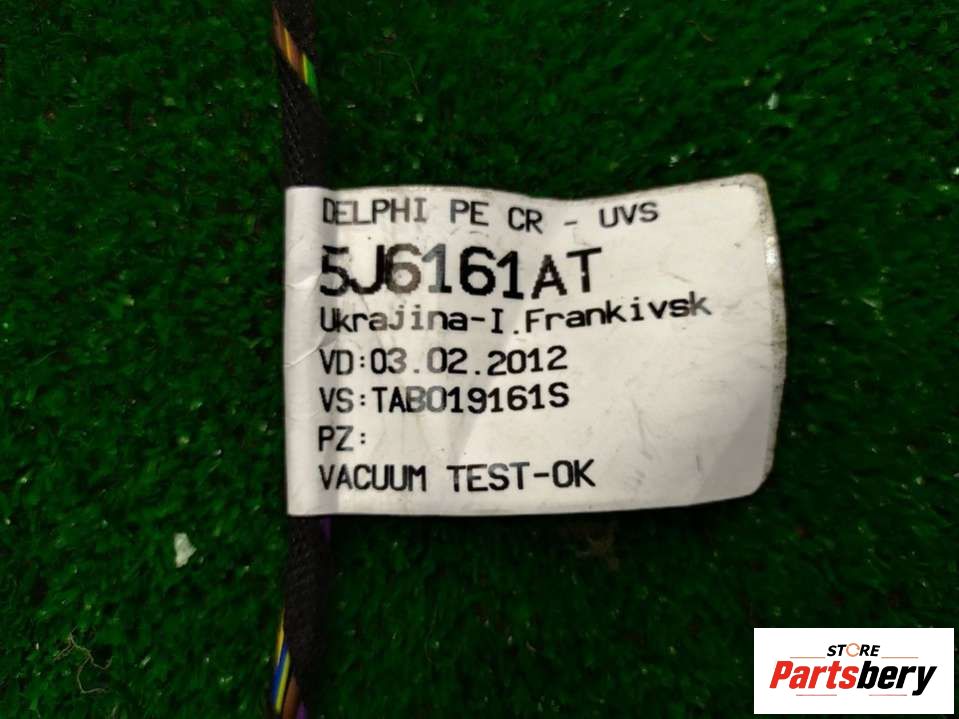 DELPHI PE CR - UVS
5J6161AT
Ukrajina-I.Frankivsk
VD:03.02.2012
VS:TAB019161S
PZ:
VACUUM TEST-OK
STORE
Partsbery